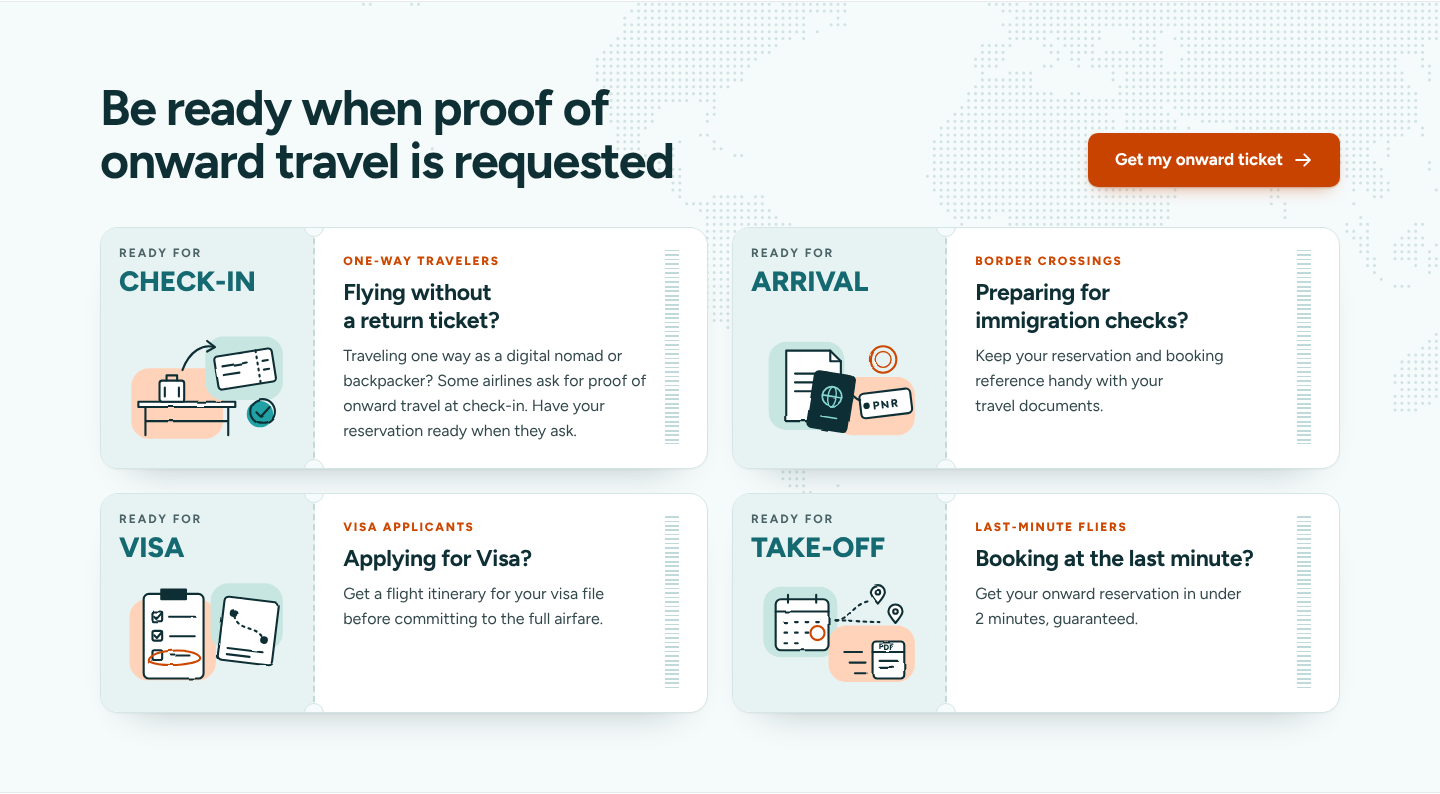 Be ready when proof of
onward travel is requested
Get my onward ticket
READY FOR
CHECK-IN
ONE-WAY TRAVELERS
Flying without
a return ticket?
Traveling one way as a digital nomad or
backpacker? Some airlines ask for proof of
onward travel at check-in. Have your
reservation ready when they ask.
READY FOR
ARRIVAL
PNR
BORDER CROSSINGS
Preparing for
immigration checks?
Keep your reservation and booking
reference handy with your
travel documents.
READY FOR
VISA
VISA APPLICANTS
Applying for Visa?
Get a flight itinerary for your visa file
before committing to the full airfare.
READY FOR
TAKE-OFF
PDF
LAST-MINUTE FLIERS
Booking at the last minute?
Get your onward reservation in under
2 minutes, guaranteed.